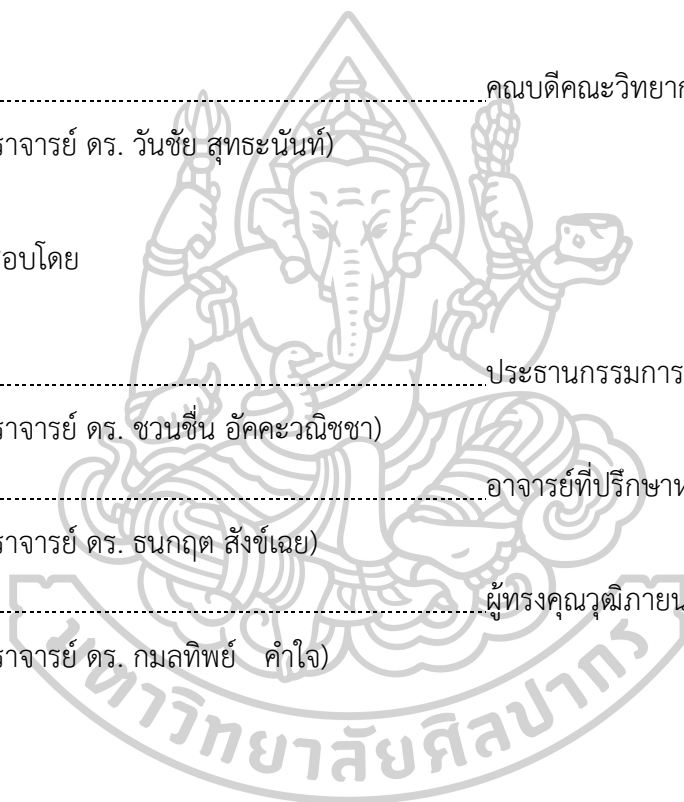 คณบดีคณะวิทยา
ราจารย์ ดร. วันชัย สุทธะนันท์)
อบโดย
ประธานกรรมการ
ราจารย์ ดร. ชวนชื่น อัคคะวณิชชา)
อาจารย์ที่ปรึกษา
ราจารย์ ดร. ธนกฤต สังข์เฉย)
ผู้ทรงคุณวุฒิภายน
ราจารย์ ดร. กมลทิพย์ คำใจ)
มหาวิทยาลัยศิลปากร